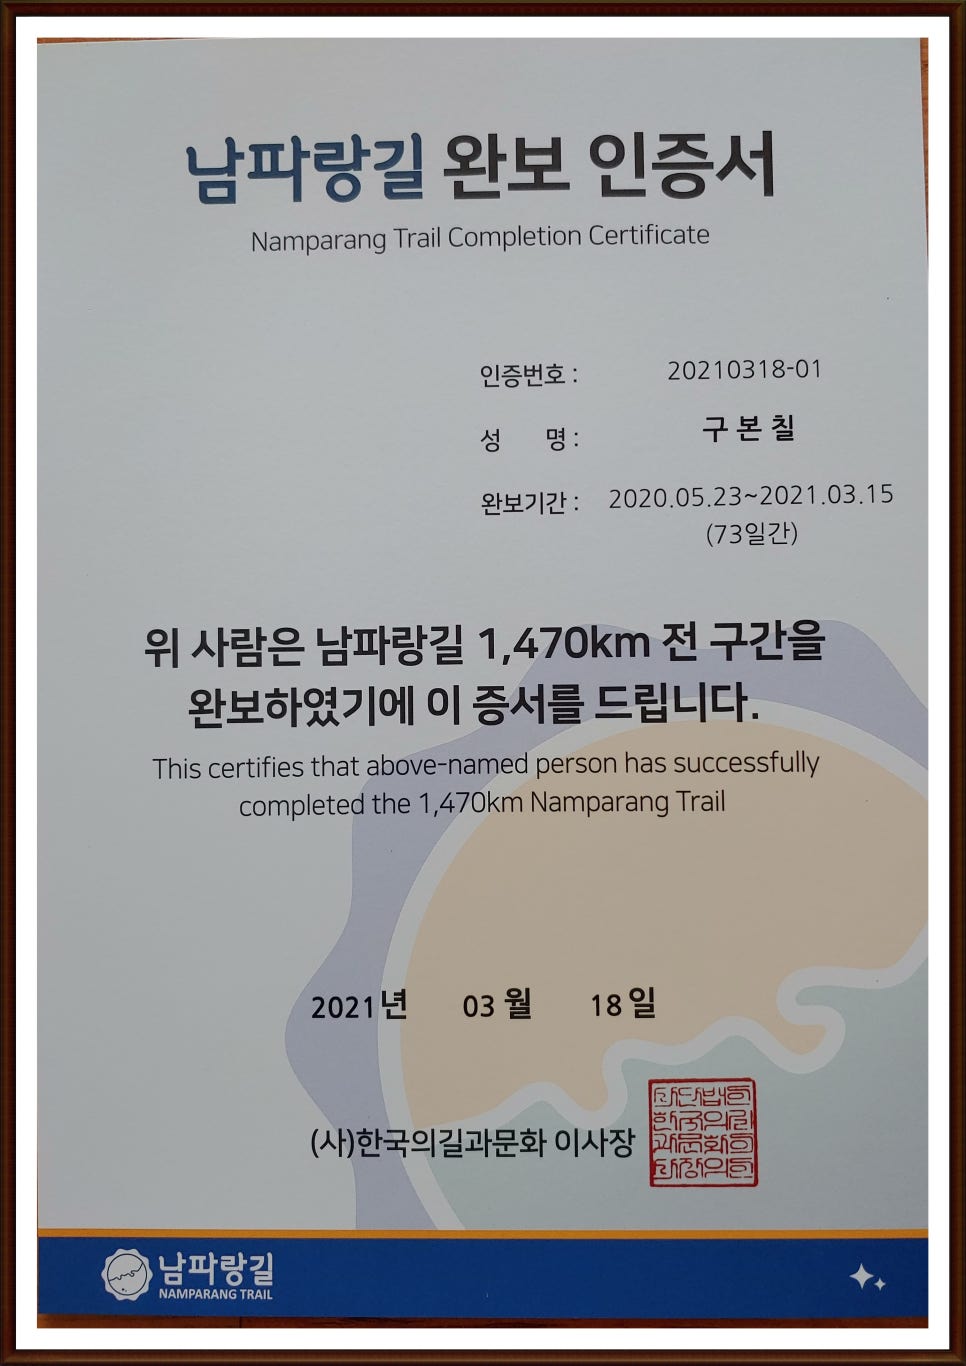 남파랑길 완보 인증서
Namparang Trail Completion Certificate
인증번호 : 20210318-01
성 명 : 구 본 칠
완보기간 : 2020.05.23~2021.03.15
(73일간)
위 사람은 남파랑길 1,470km 전 구간을
완보하였기에 이 증서를 드립니다.
This certifies that above-named person has successfully
completed the 1,470km Namparang Trail
2021년 03 월 18 일
(사)한국의길과문화 이사장
남파랑길
NAMPARANG TRAIL